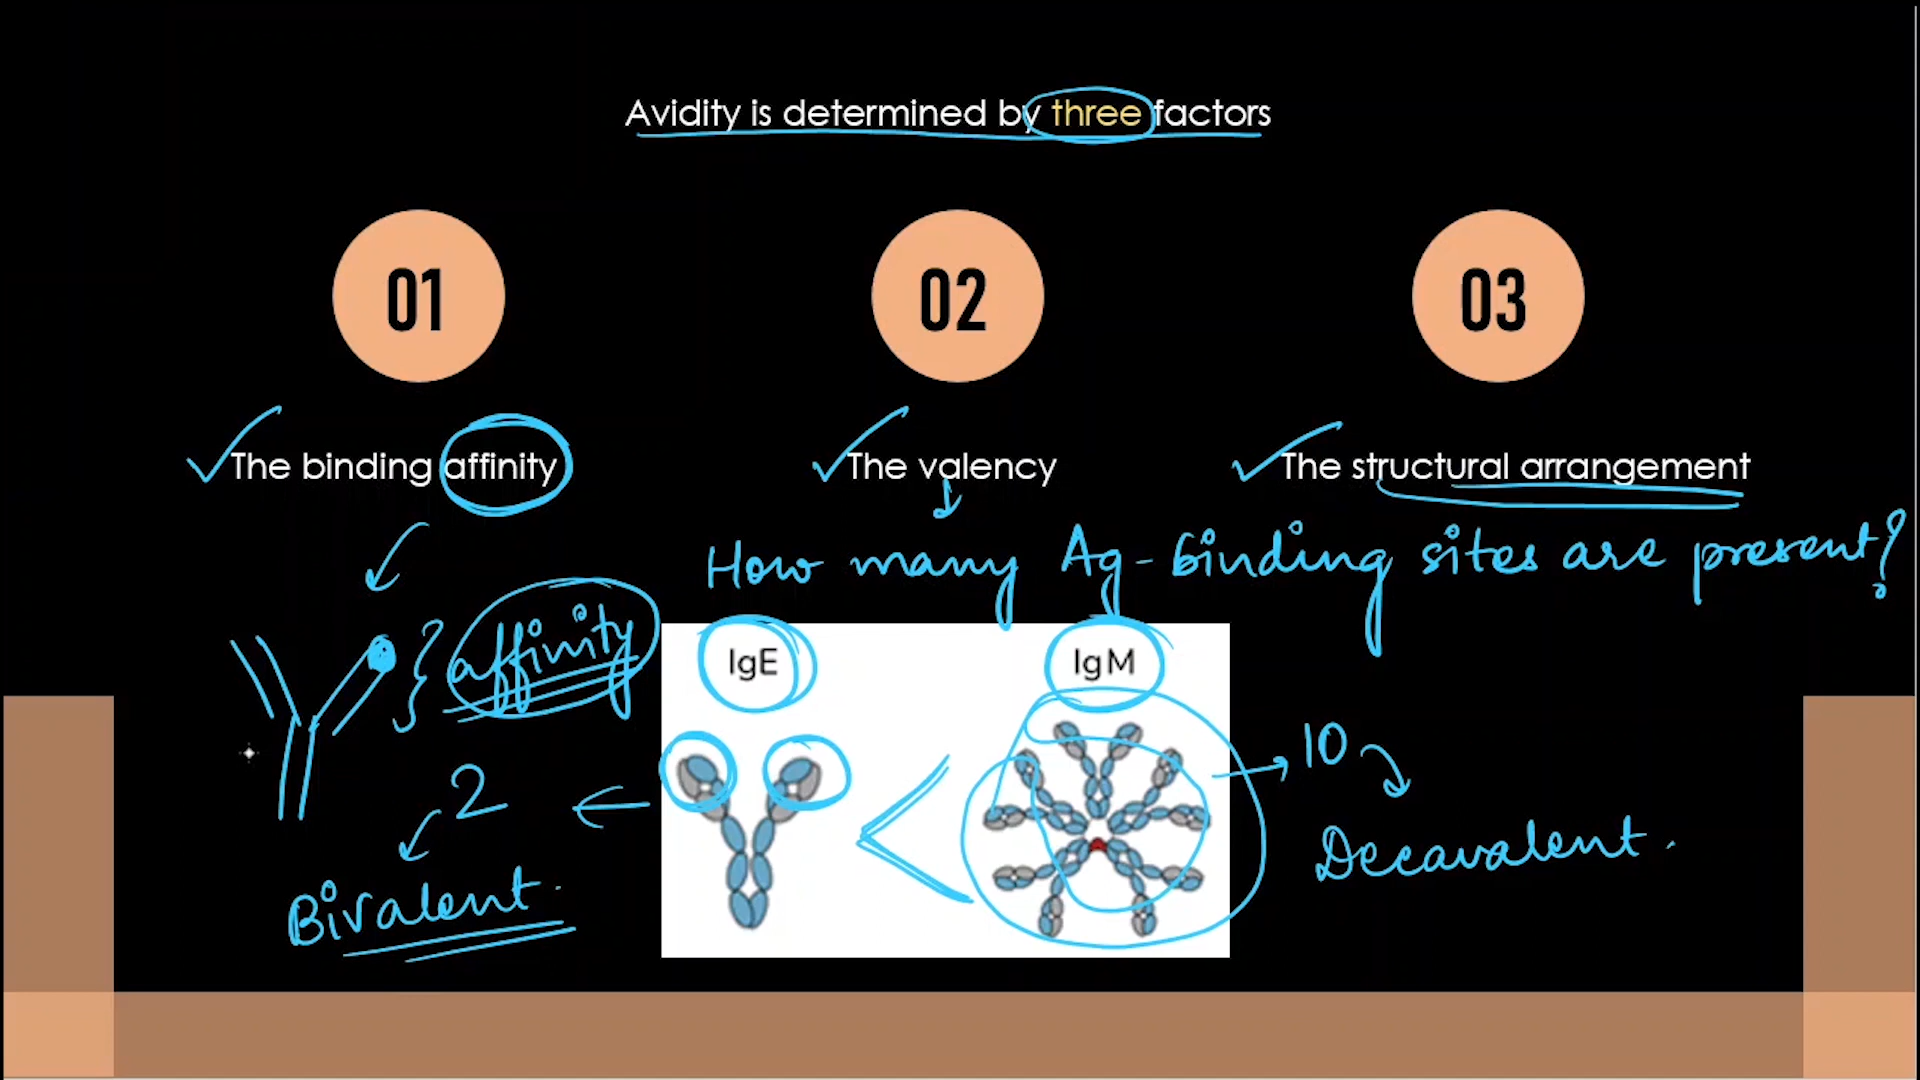 Avidity is determined by three factors
01
02
03
The binding affinity
The valency
The structural arrangement
How many Ag-binding sites are present?
affinity
IgE
IgM
10
2
Decavalent.
Bivalent.